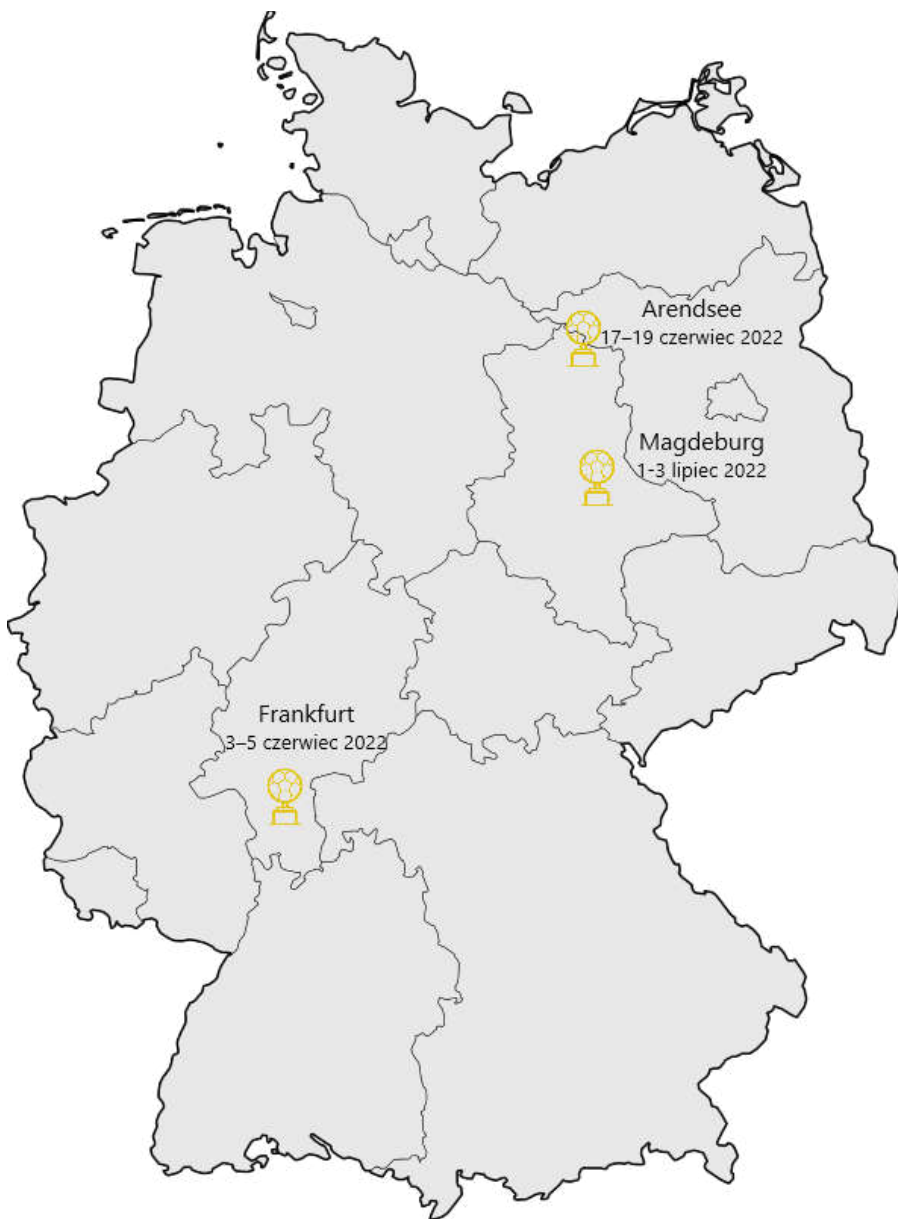 Arendsee
17–19 czerwiec 2022
Magdeburg
1-3 lipiec 2022
Frankfurt
3–5 czerwiec 2022